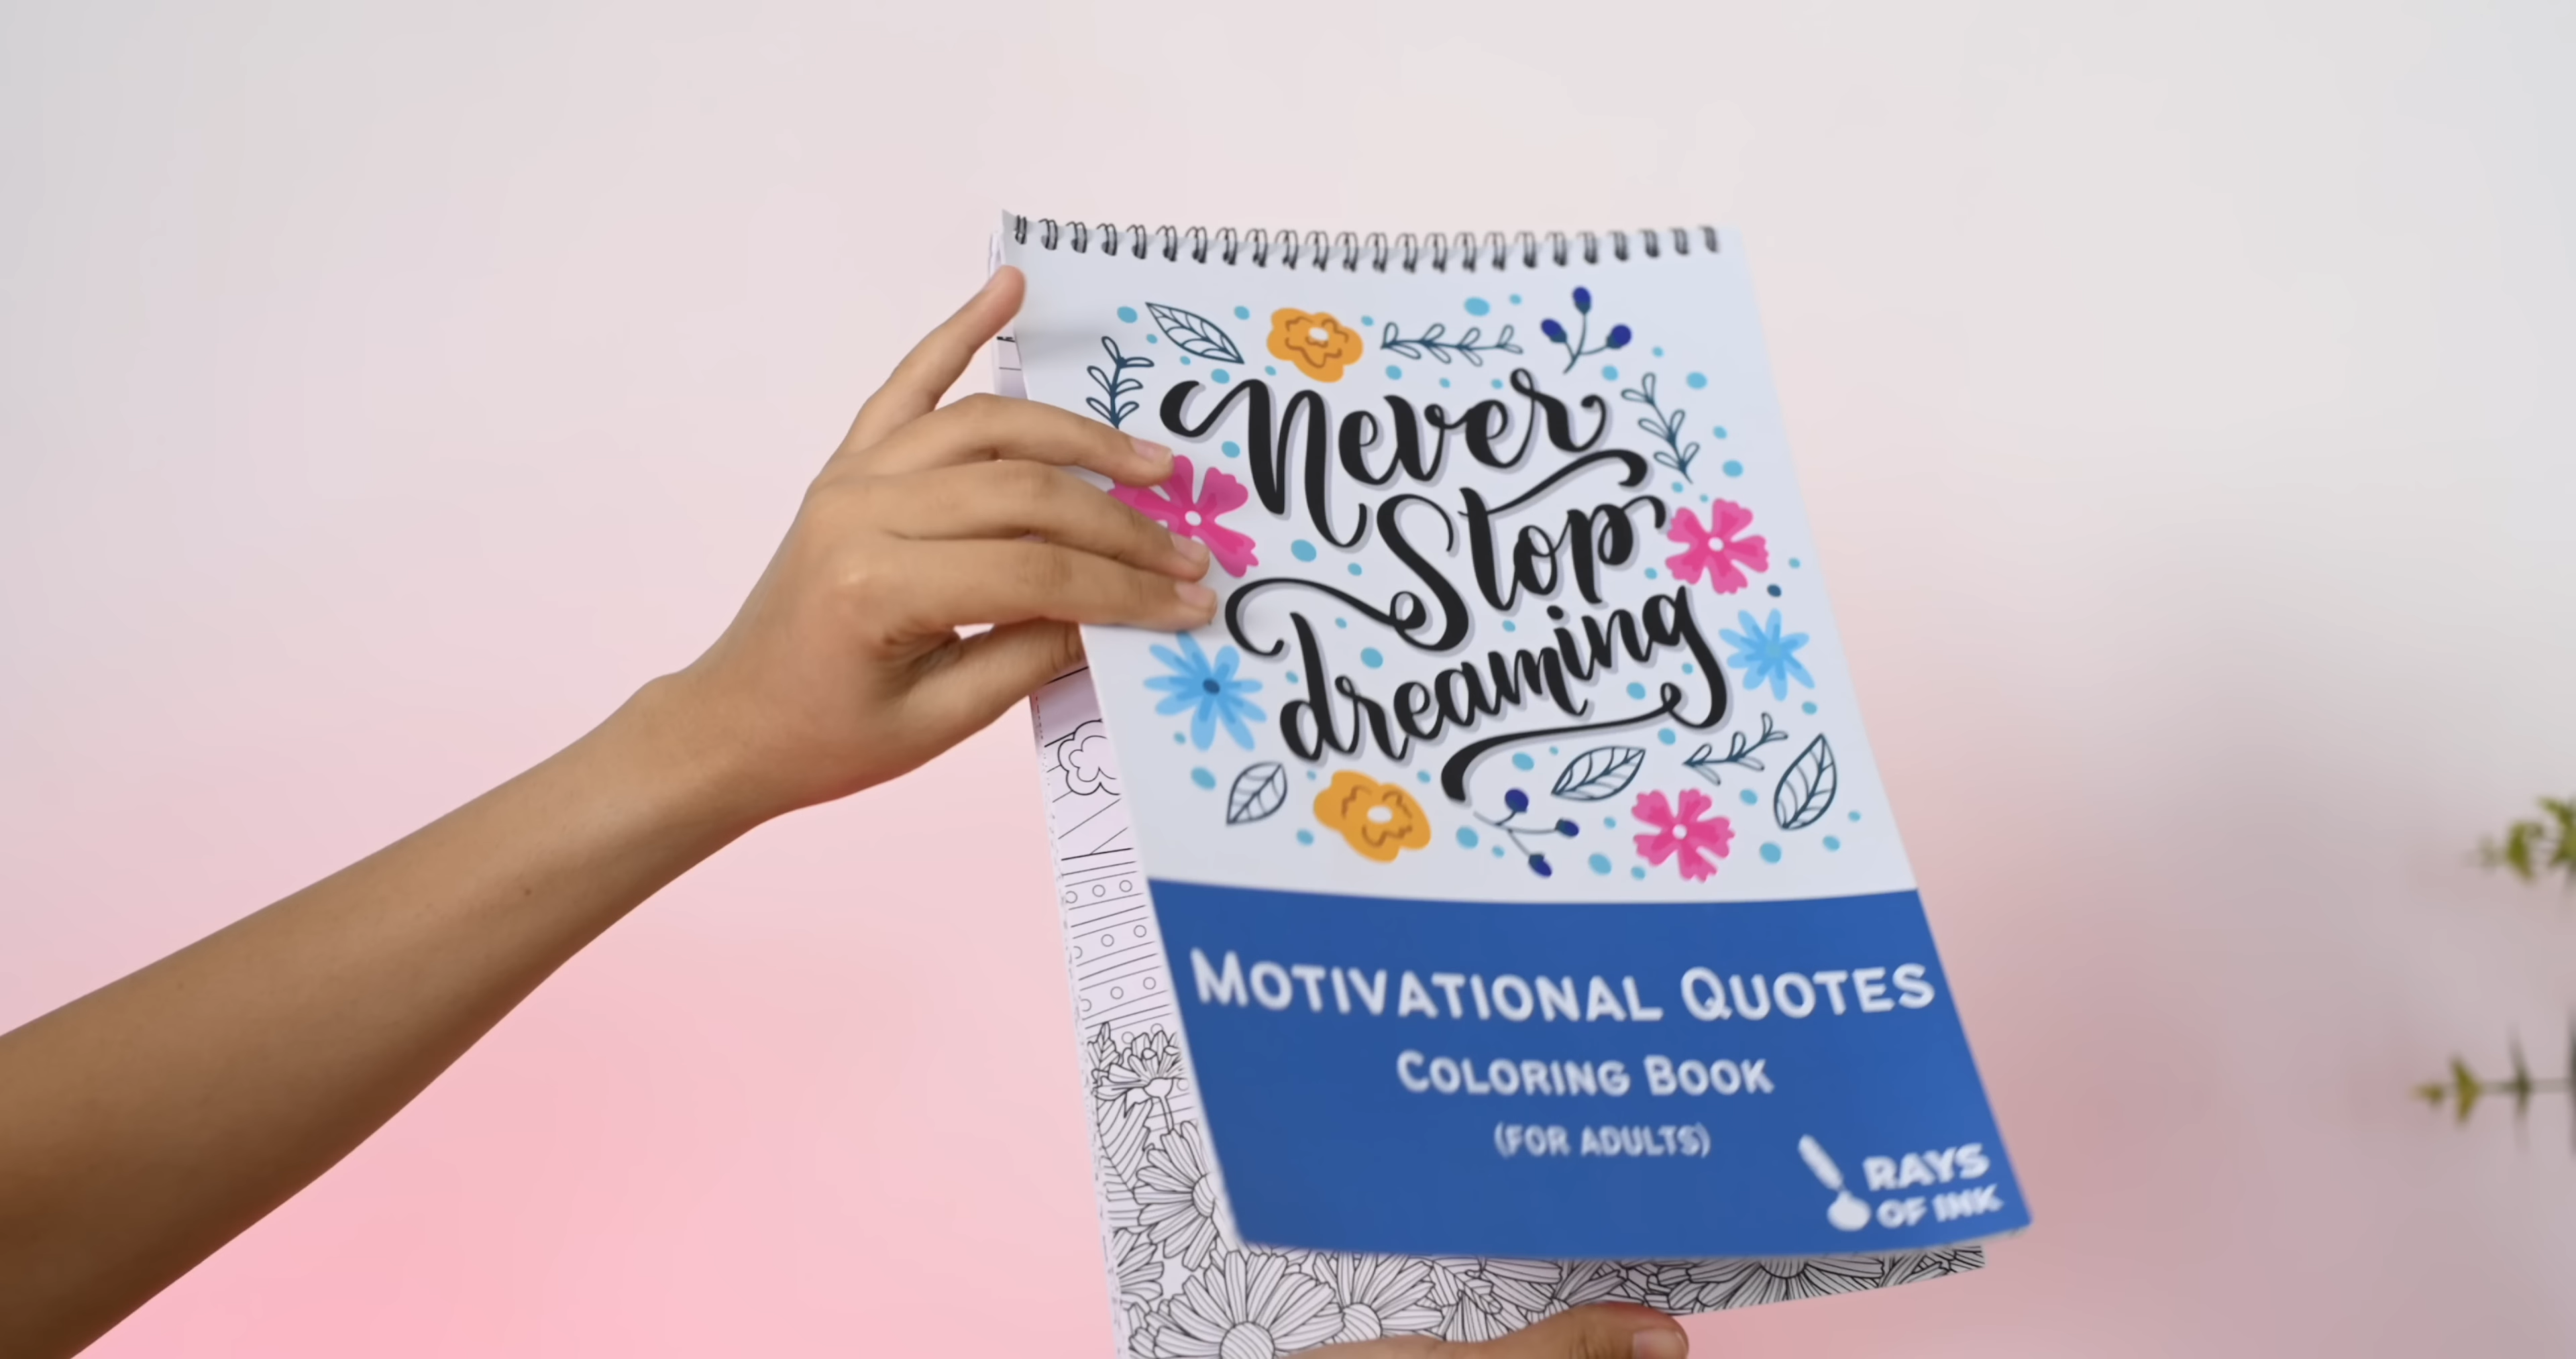 Never
Stop
dreaming
MOTIVATIONAL QUOTES
COLORING BOOK
(FOR ADULTS)
RAYS
OF INK